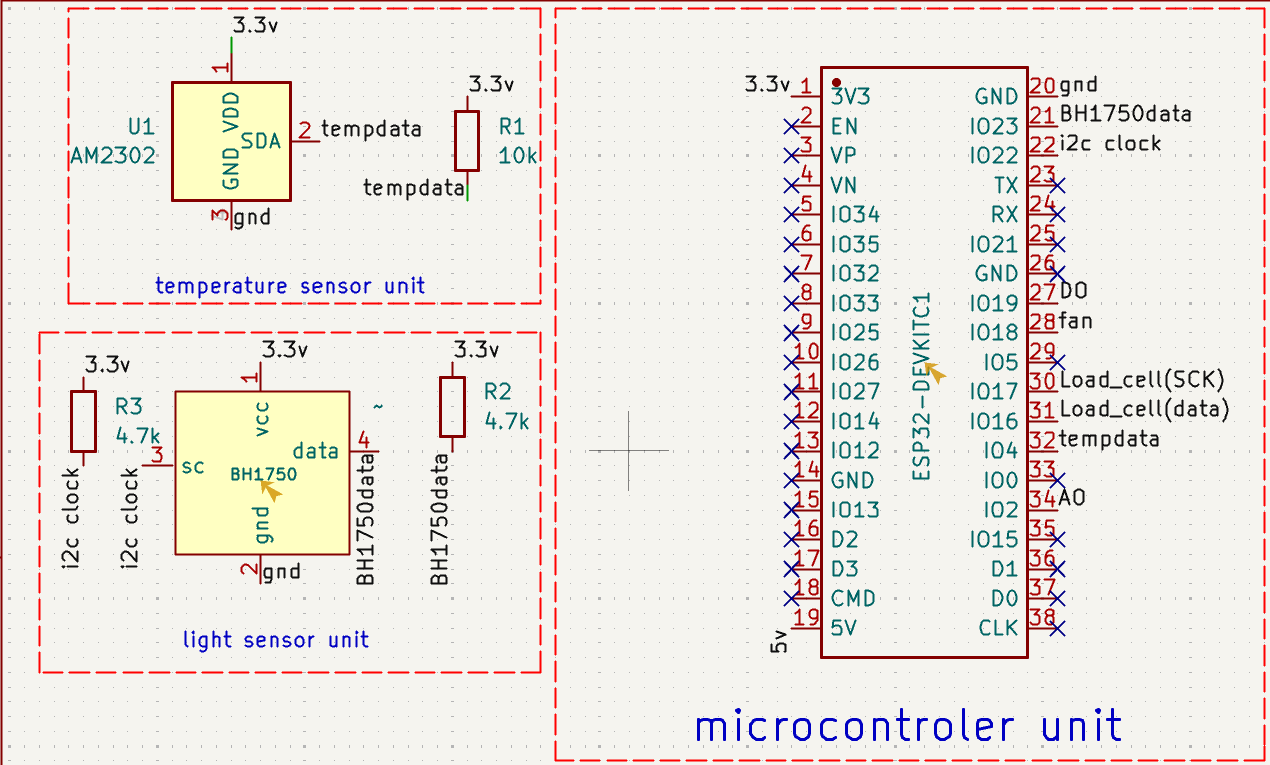 3.3v
1
VDD
U1
AM2302
SDA
2
tempdata
GND
3
gnd
3.3v
R1
10k
tempdata
temperature sensor unit
3.3v
R3
4.7k
i2c clock
3.3v
1
vcc
~
3
sc
i2c clock
data
4
BH1750data
BH1750
gnd
2
gnd
3.3v
R2
4.7k
BH1750data
light sensor unit
3.3v 1 3V3
2 EN
3 VP
4 VN
5 IO34
6 IO35
7 IO32
8 IO33
9 IO25
10 IO26
11 IO27
12 IO14
13 IO12
14 GND
15 IO13
16 D2
17 D3
18 CMD
5v 19 5V
ESP32-DEVKITC1
GND 20 gnd
IO23 21 BH1750data
IO22 22 i2c clock
TX 23
RX 24
IO21 25
GND 26
IO19 27 DO
IO18 28 fan
IO5 29
IO17 30 Load_cell(SCK)
IO16 31 Load_cell(data)
IO4 32 tempdata
IO0 33
IO2 34 AO
IO15 35
D1 36
D0 37
CLK 38
microcontroler unit